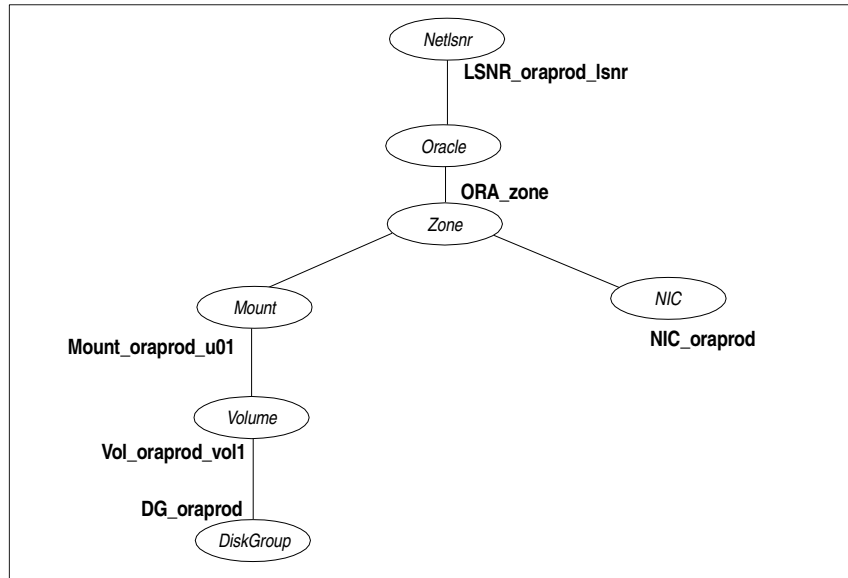 Netlsnr
LSNR_oraprod_lsnr
Oracle
ORA_zone
Zone
Mount
NIC
Mount_oraprod_u01
NIC_oraprod
Volume
Vol_oraprod_vol1
DG_oraprod
DiskGroup